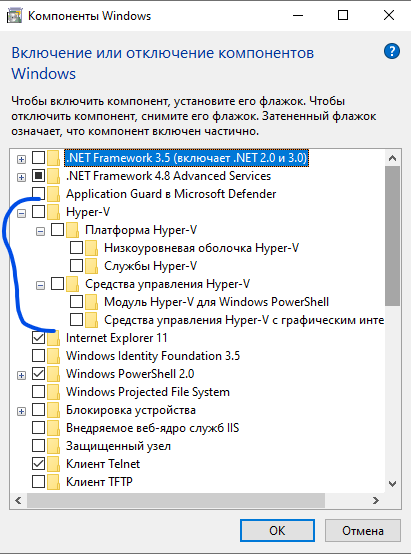 Компоненты Windows
Включение или отключение компонентов
Windows
?
Чтобы включить компонент, установите его флажок. Чтобы
отключить компонент, снимите его флажок. Затененный флажок
означает, что компонент включен частично.
.NET Framework 3.5 (включает .NET 2.0 и 3.0)
.NET Framework 4.8 Advanced Services
Application Guard в Microsoft Defender
Hyper-V
Платформа Hyper-V
Низкоуровневая оболочка Hyper-V
Службы Hyper-V
Средства управления Hyper-V
Модуль Hyper-V для Windows PowerShell
Средства управления Hyper-V с графическим инте
Internet Explorer 11
Windows Identity Foundation 3.5
Windows PowerShell 2.0
Windows Projected File System
Блокировка устройства
Внедряемое веб-ядро служб IIS
Защищенный узел
Клиент Telnet
Клиент TFTP
ОК
Отмена